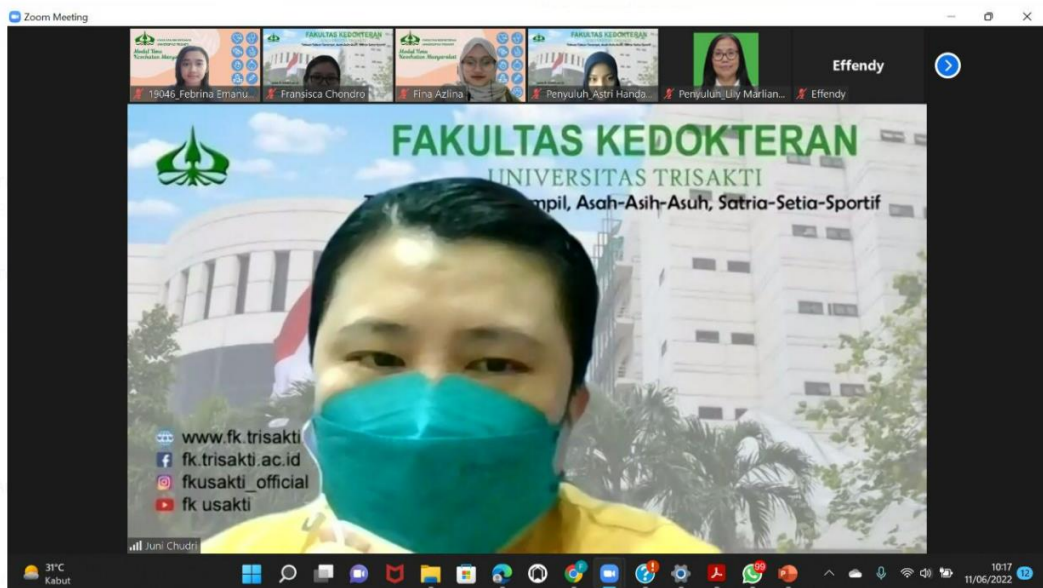 Zoom Meeting
19046_Febrina Emanu...
Fransisca Chondro
Fina Azlina
Penyuluh_Astri Handa...
Penyuluh_Lily Marlian...
Effendy
Effendy
FAKULTAS KEDOKTERAN
UNIVERSITAS TRISAKTI
mpil, Asah-Asih-Asuh, Satria-Setia-Sportif
www.fk.trisakti
fk.trisakti.ac.id
fkusakti_official
fk usakti
Juni Chudri
31°C
Kabut
99
10:17
11/06/2022
12